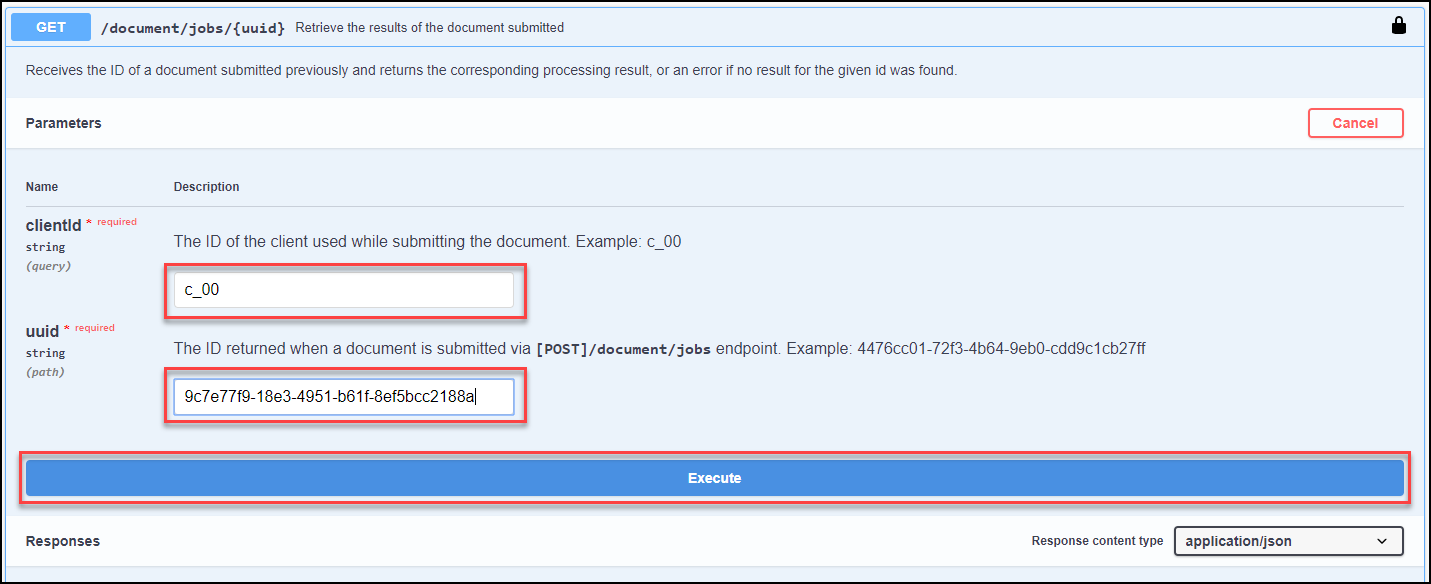 GET /document/jobs/{uuid} Retrieve the results of the document submitted
Receives the ID of a document submitted previously and returns the corresponding processing result, or an error if no result for the given id was found.
Parameters Cancel
Name Description
clientId * required
string
(query)
The ID of the client used while submitting the document. Example: c_00
c_00
uuid * required
string
(path)
The ID returned when a document is submitted via [POST]/document/jobs endpoint. Example: 4476cc01-72f3-4b64-9eb0-cdd9c1cb27ff
9c7e77f9-18e3-4951-b61f-8ef5bcc2188a
Execute
Responses Response content type application/json